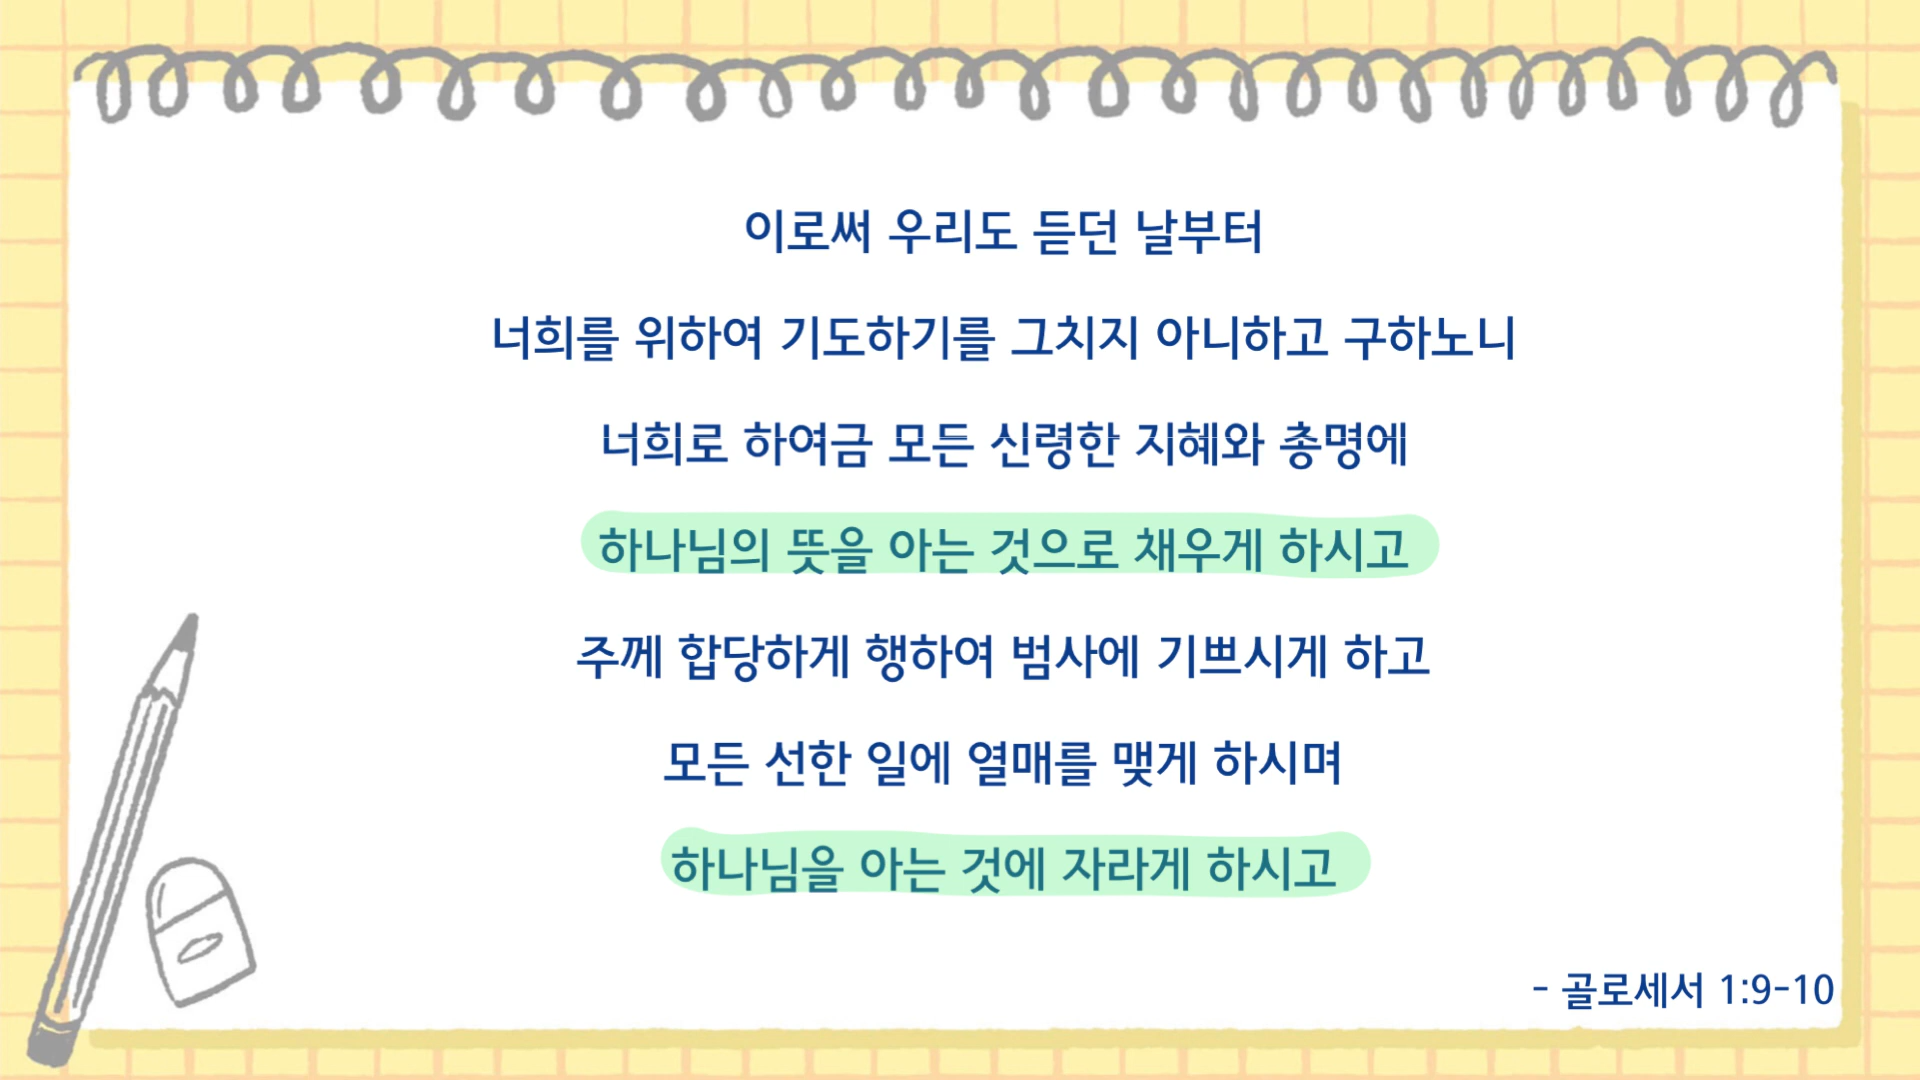 이로써 우리도 듣던 날부터
너희를 위하여 기도하기를 그치지 아니하고 구하노니
너희로 하여금 모든 신령한 지혜와 총명에
하나님의 뜻을 아는 것으로 채우게 하시고
주께 합당하게 행하여 범사에 기쁘시게 하고
모든 선한 일에 열매를 맺게 하시며
하나님을 아는 것에 자라게 하시고
- 골로세서 1:9-10